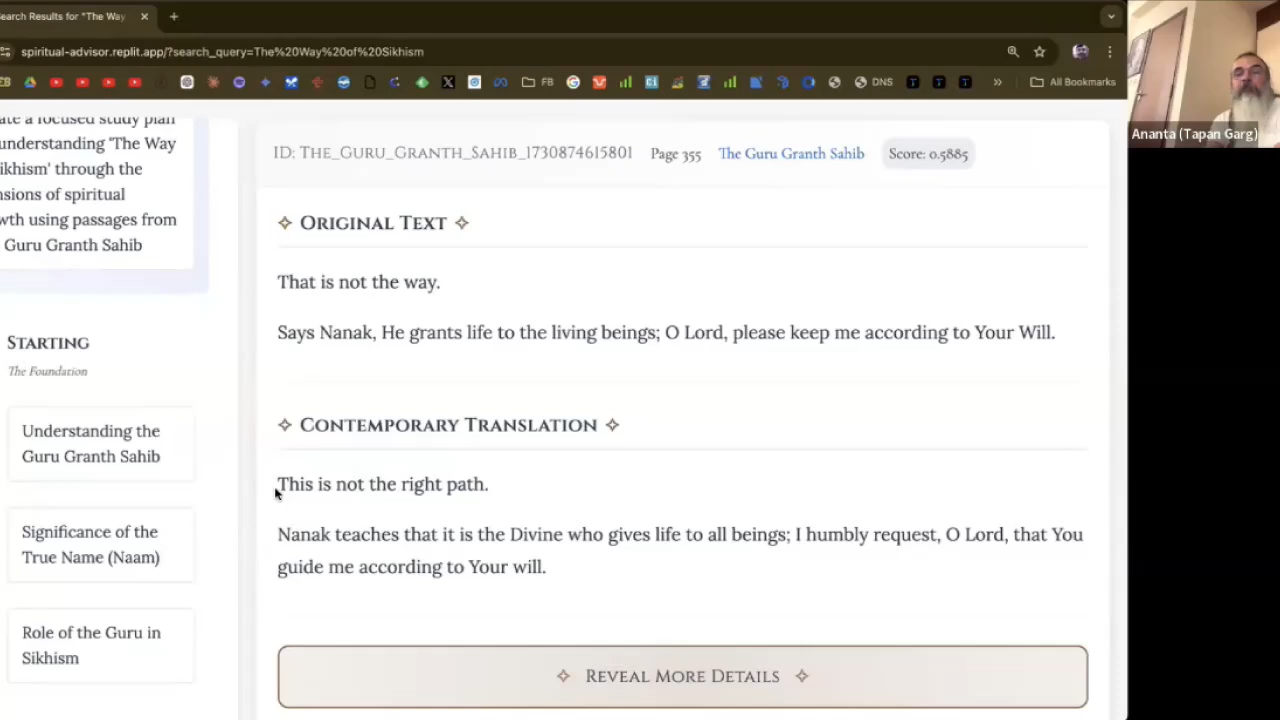 earch Results for "The Way
spiritual-advisor.replit.app/?search_query=The%20Way%20of%20Sikhism
FB
DNS
All Bookmarks
Ananta (Tapan Garg)
ate a focused study plan
understanding 'The Way
ikhism' through the
nsions of spiritual
wth using passages from
Guru Granth Sahib
STARTING
The Foundation
Understanding the
Guru Granth Sahib
Significance of the
True Name (Naam)
Role of the Guru in
Sikhism
ID: THE_GURU_GRANTH_SAHIB_1730874615801 Page 355 The Guru Granth Sahib Score: 0.5885
ORIGINAL TEXT
That is not the way.
Says Nanak, He grants life to the living beings; O Lord, please keep me according to Your Will.
CONTEMPORARY TRANSLATION
This is not the right path.
Nanak teaches that it is the Divine who gives life to all beings; I humbly request, O Lord, that You
guide me according to Your will.
REVEAL MORE DETAILS